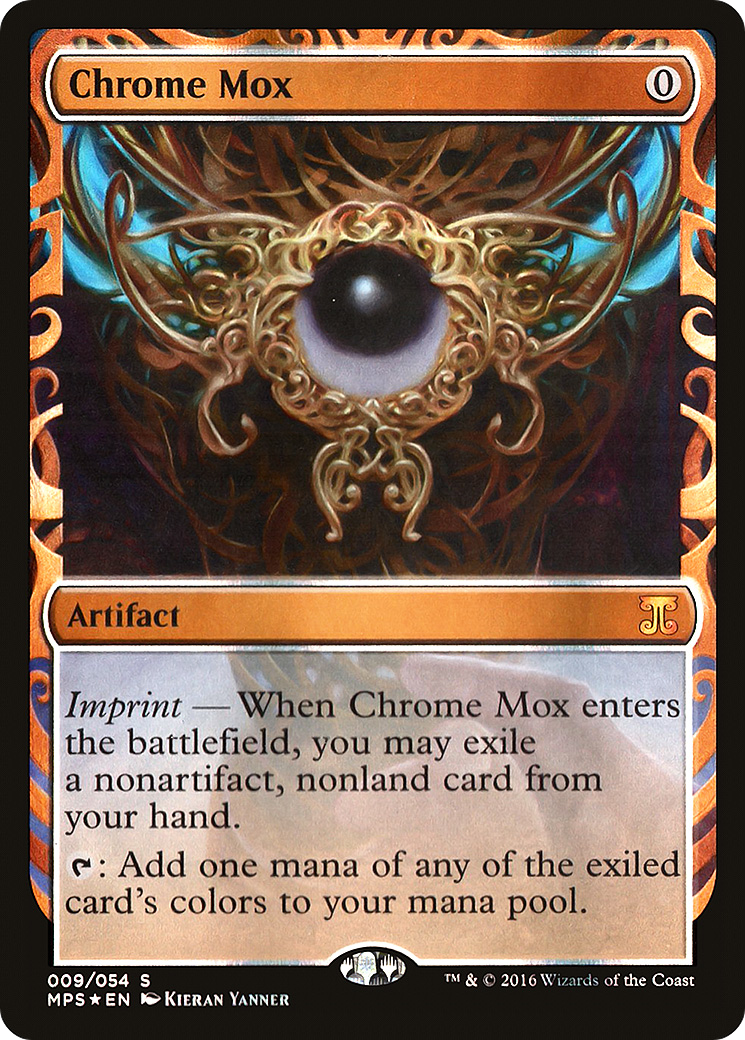 Chrome Mox 0
Artifact
Imprint — When Chrome Mox enters
the battlefield, you may exile
a nonartifact, nonland card from
your hand.
: Add one mana of any of the exiled
card's colors to your mana pool.
009/054 S
MPS★EN Kieran Yanner
™ & © 2016 Wizards of the Coast